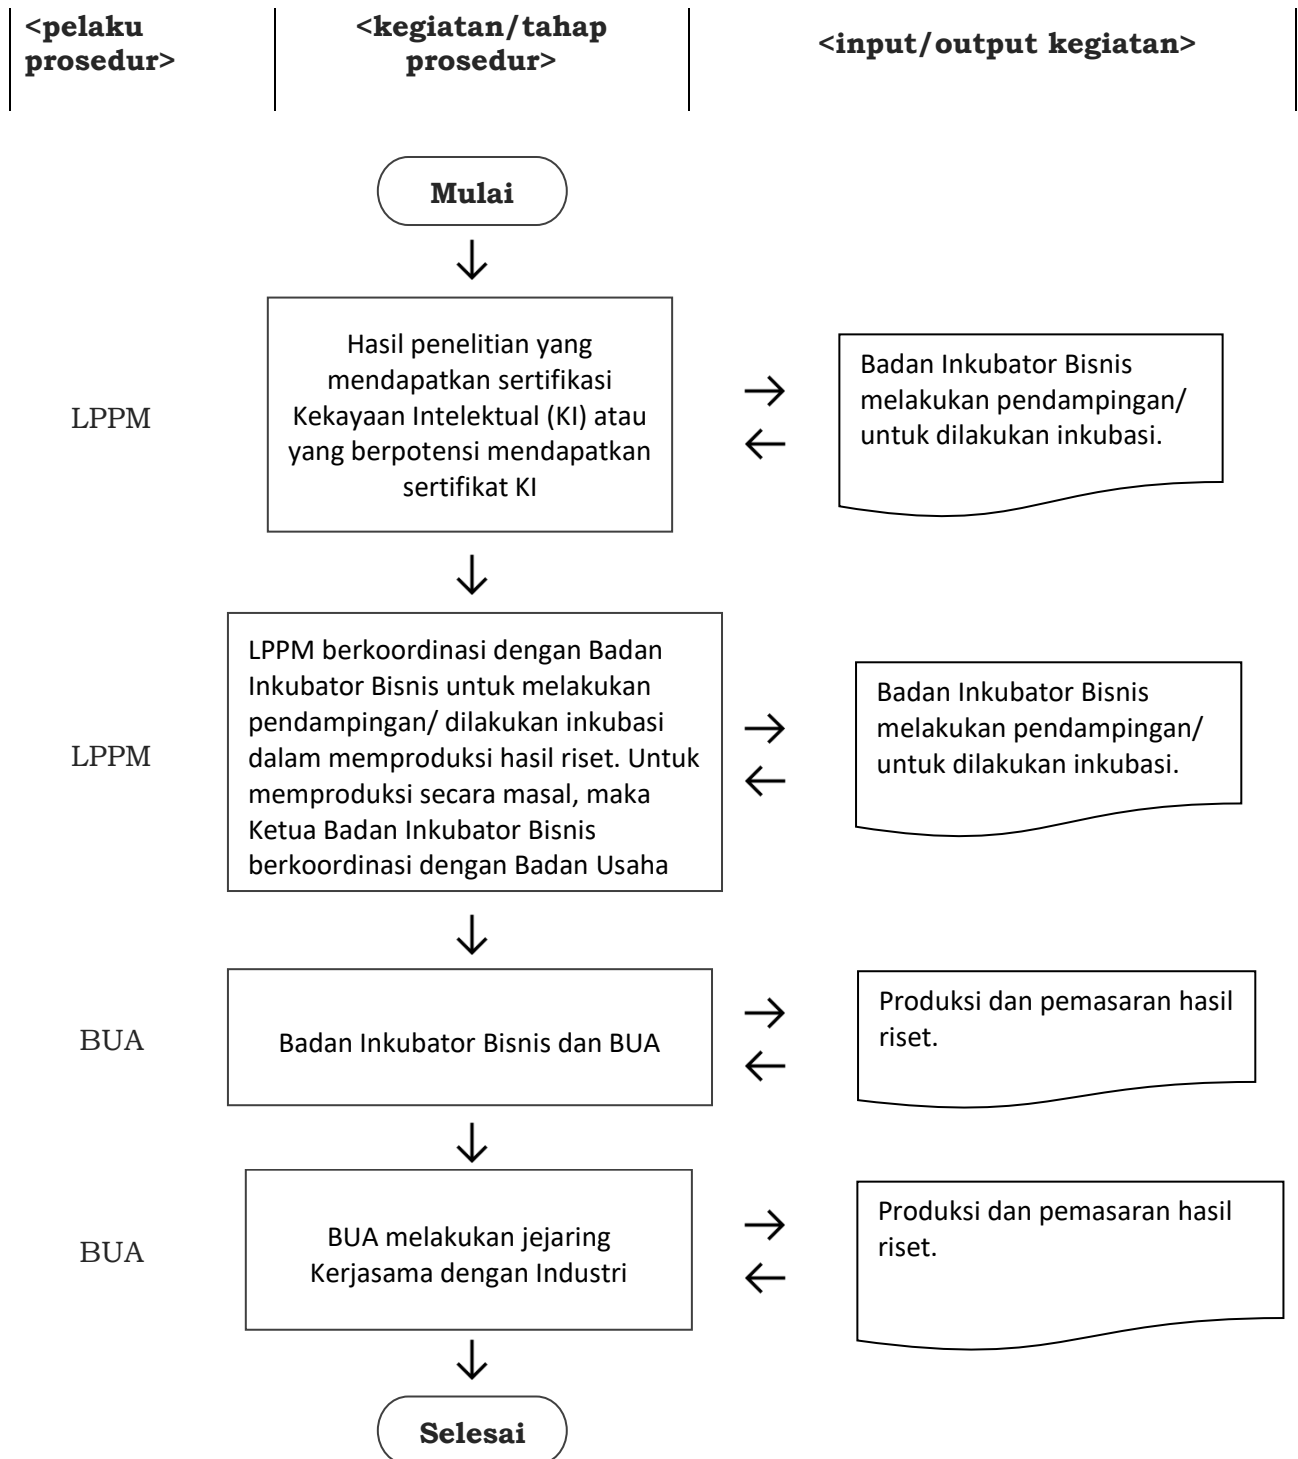 <pelaku
prosedur>
<kegiatan/tahap
prosedur>
<input/output kegiatan>
Mulai
LPPM
Hasil penelitian yang
mendapatkan sertifikasi
Kekayaan Intelektual (KI) atau
yang berpotensi mendapatkan
sertifikat KI
Badan Inkubator Bisnis
melakukan pendampingan/
untuk dilakukan inkubasi.
LPPM
LPPM berkoordinasi dengan Badan
Inkubator Bisnis untuk melakukan
pendampingan/ dilakukan inkubasi
dalam memproduksi hasil riset. Untuk
memproduksi secara masal, maka
Ketua Badan Inkubator Bisnis
berkoordinasi dengan Badan Usaha
Badan Inkubator Bisnis
melakukan pendampingan/
untuk dilakukan inkubasi.
BUA
Badan Inkubator Bisnis dan BUA
Produksi dan pemasaran hasil
riset.
BUA
BUA melakukan jejaring
Kerjasama dengan Industri
Produksi dan pemasaran hasil
riset.
Selesai